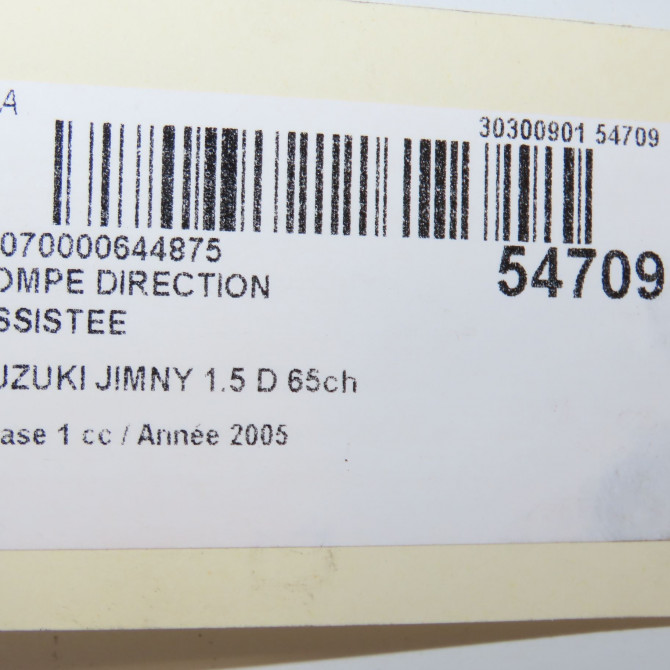 A
30300901 54709
070000644875
54709
OMPE DIRECTION
SSISTEE
UZUKI JIMNY 1.5 D 65ch
ase 1 cc / Année 2005